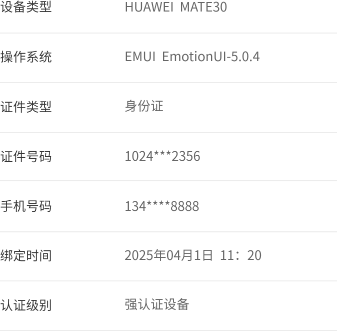 设备类型 HUAWEI MATE30
操作系统 EMUI EmotionUI-5.0.4
证件类型 身份证
证件号码 1024***2356
手机号码 134****8888
绑定时间 2025年04月1日 11：20
认证级别 强认证设备